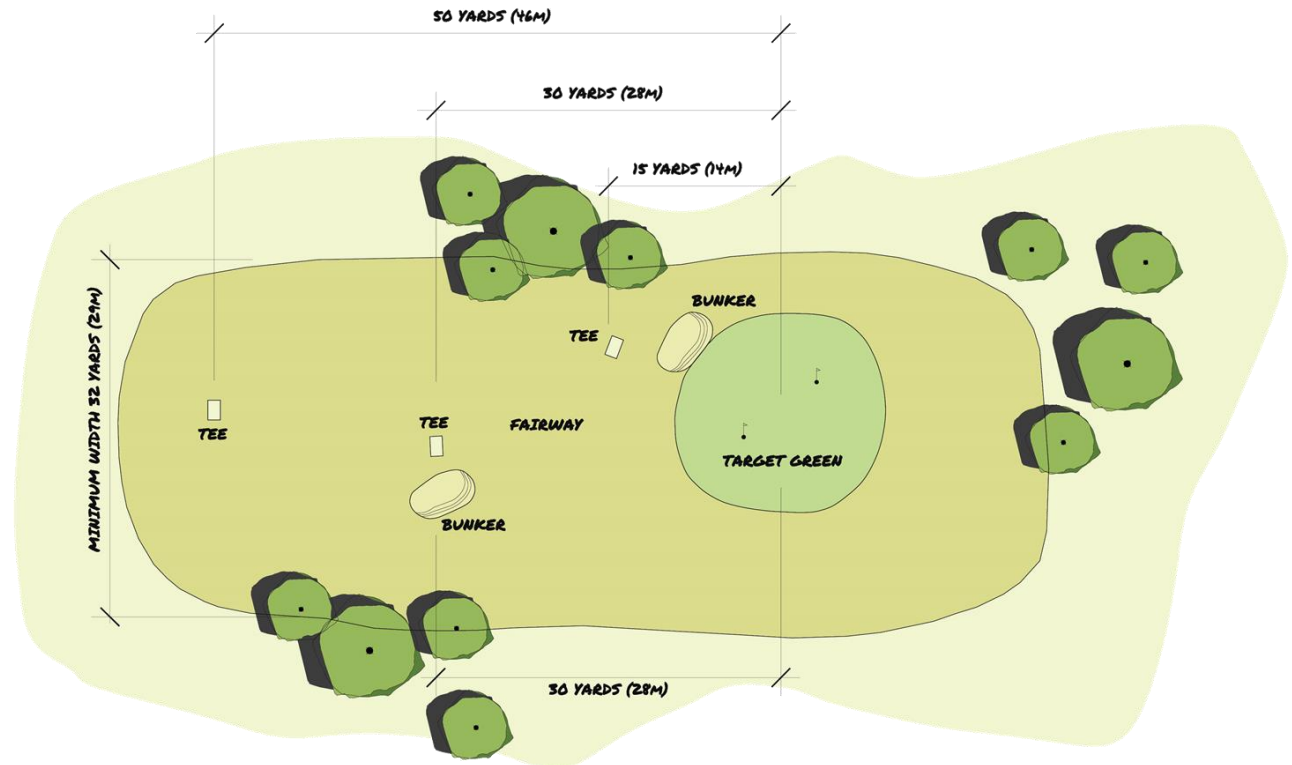 50 YARDS (46M)
30 YARDS (28M)
15 YARDS (14M)
MINIMUM WIDTH 32 YARDS (29M)
BUNKER
TEE
TEE
TEE
FAIRWAY
TARGET GREEN
BUNKER
30 YARDS (28M)